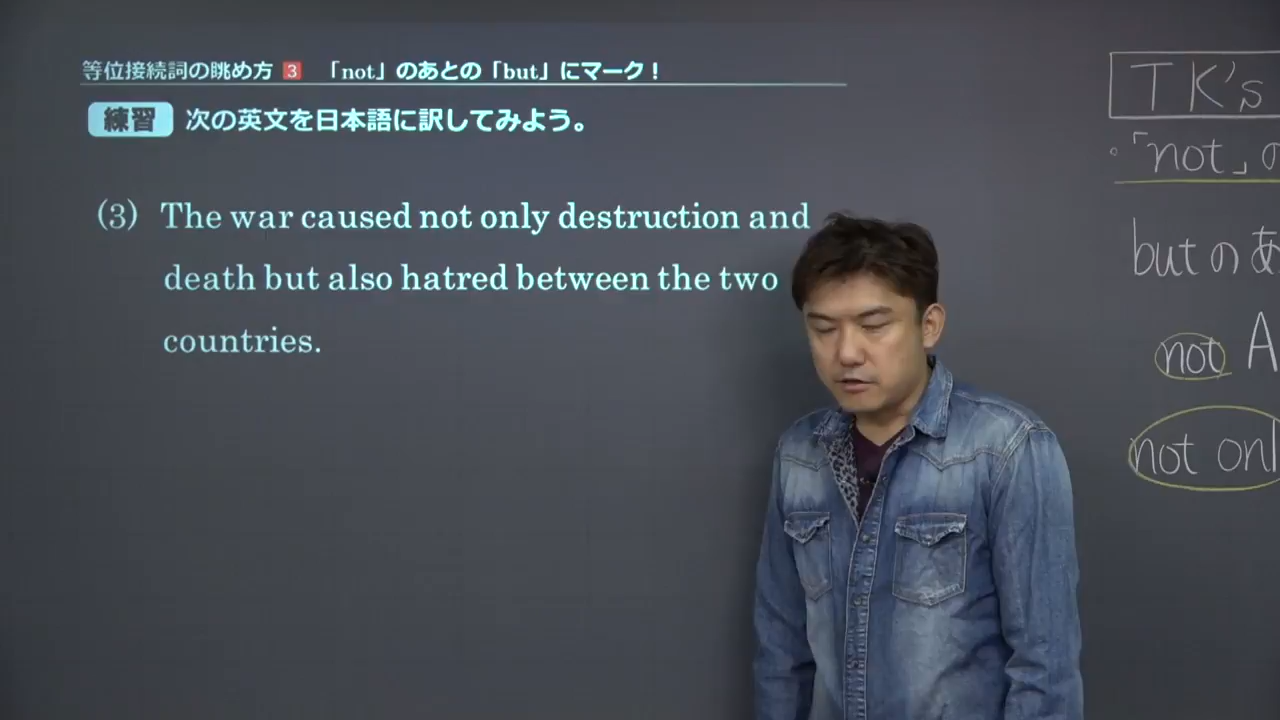 等位接続詞の眺め方 3 「not」のあとの「but」にマーク！
練習 次の英文を日本語に訳してみよう。
(3) The war caused not only destruction and
death but also hatred between the two
countries.
TK's
。「not」の
butのあ
not A
not onl